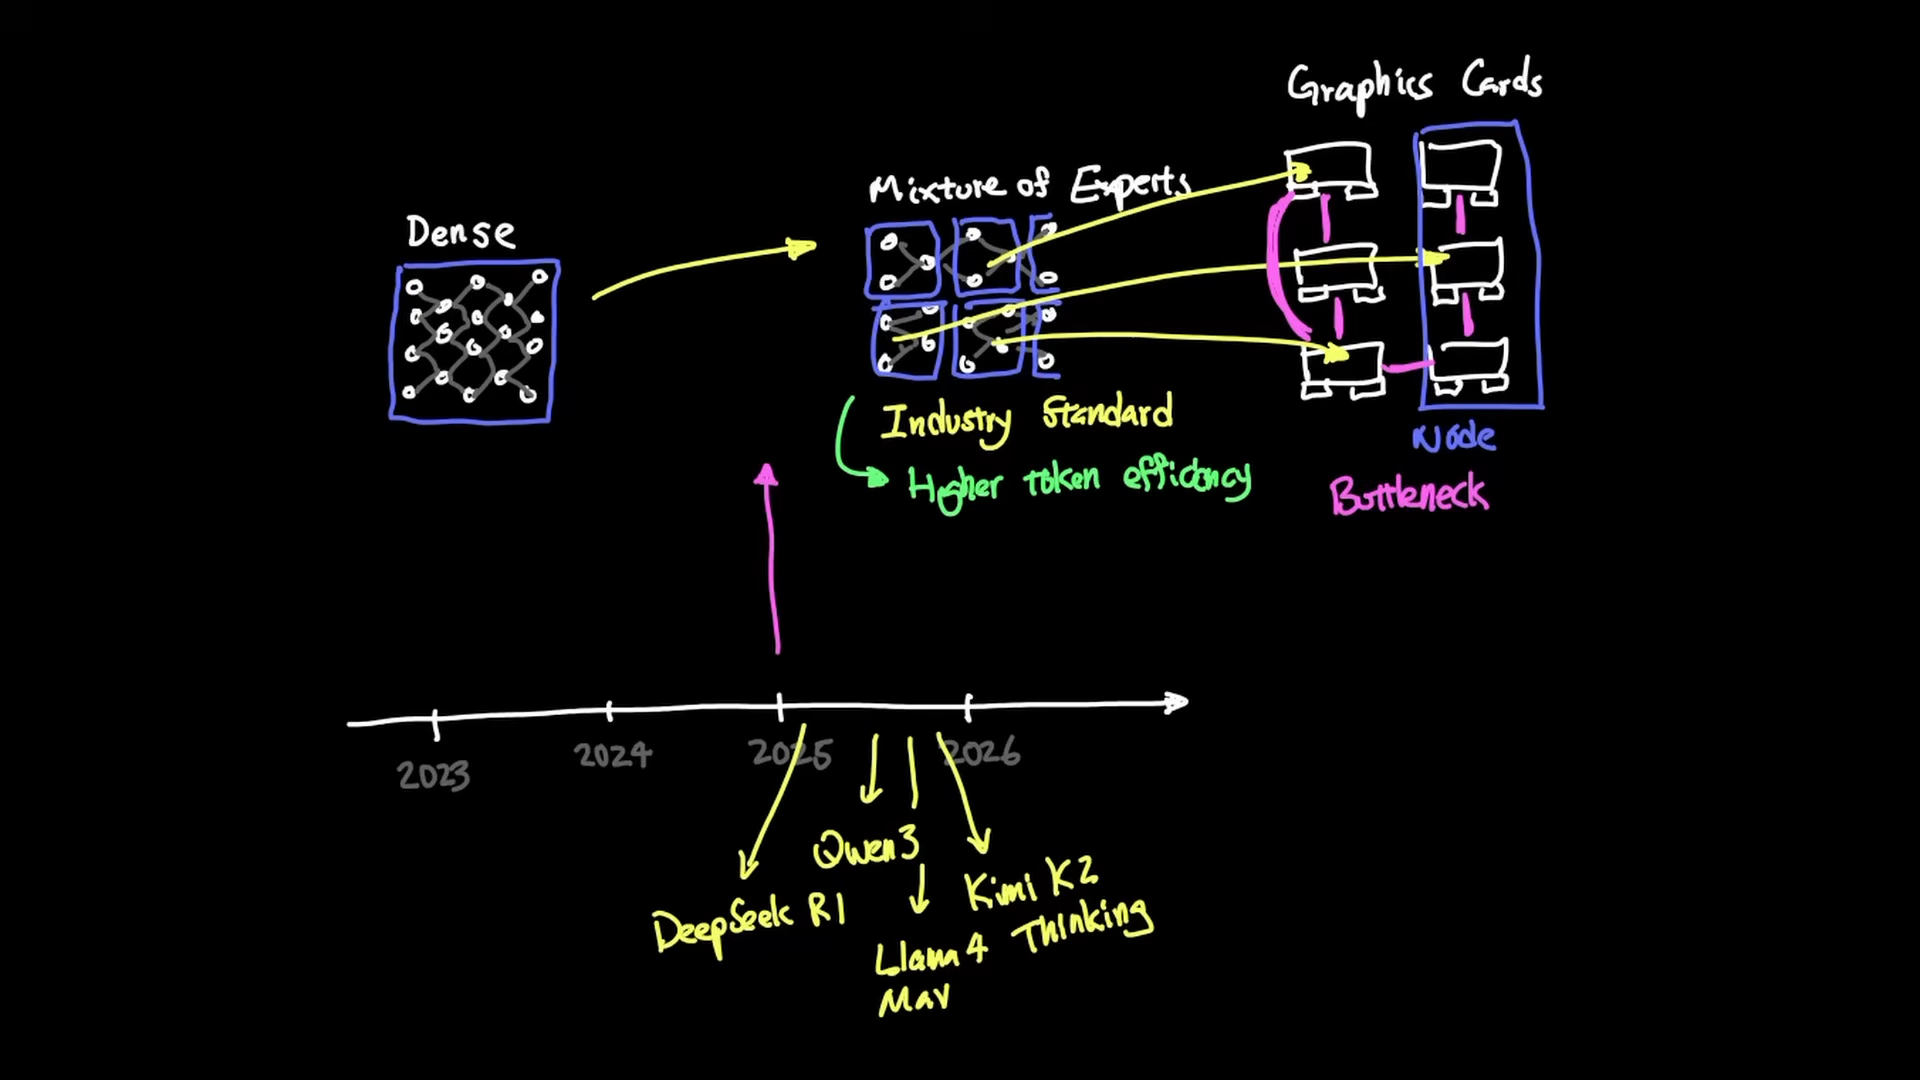 Graphics Cards
Mixture of Experts
Dense
Industry Standard
Node
Higher token efficiency
Bottleneck
2023
2024
2025
2026
Qwen3
Kimi K2
Thinking
DeepSeek R1
Llama 4
Mav